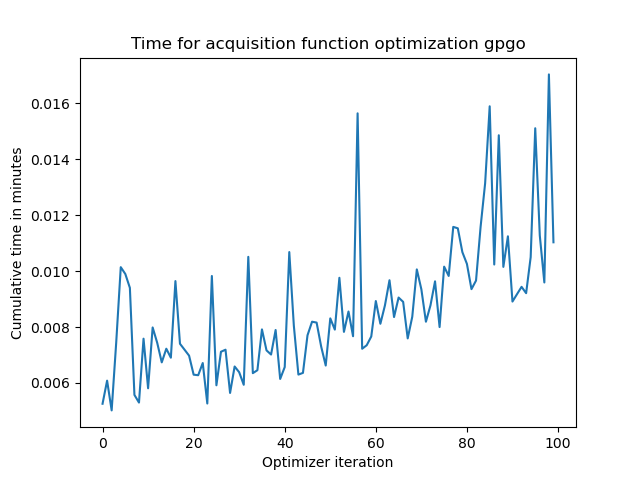 Time for acquisition function optimization gpgo
Cumulative time in minutes
0.016
0.014
0.012
0.010
0.008
0.006
0 20 40 60 80 100
Optimizer iteration